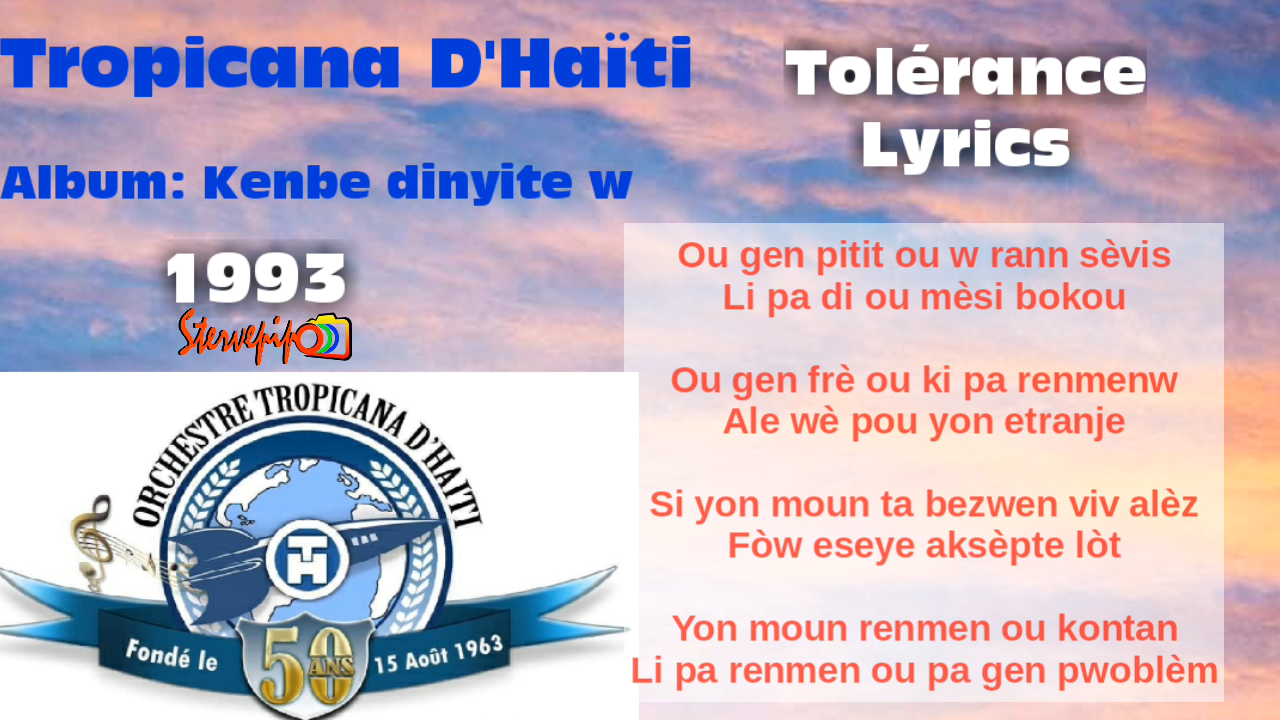 Tropicana D'Haïti
Album: Kenbe dinyite w
1993
Stervepip
ORCHESTRE TROPICANA D'HAITI
TH
Fondé le
50
ANS
15 Août 1963
Tolérance
Lyrics
Ou gen pitit ou w rann sèvis
Li pa di ou mèsi bokou
Ou gen frè ou ki pa renmenw
Ale wè pou yon etranje
Si yon moun ta bezwen viv alèz
Fòw eseye aksèpte lòt
Yon moun renmen ou kontan
Li pa renmen ou pa gen pwoblèm